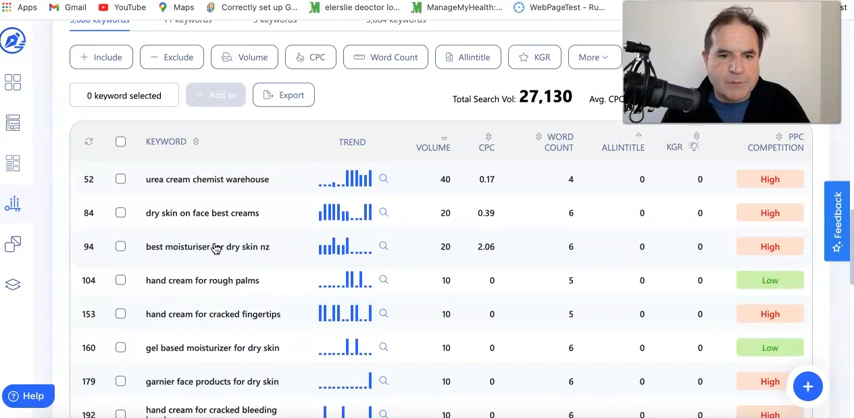 Apps Gmail YouTube Maps Correctly set up G... elerslie deoctor lo... ManageMyHealth:... WebPageTest - Ru...
+ Include - Exclude Volume CPC Word Count Allintitle KGR More
0 keyword selected + Add to Export Total Search Vol: 27,130 Avg. CPC
KEYWORD TREND VOLUME CPC WORD COUNT ALLINTITLE KGR PPC COMPETITION
52 urea cream chemist warehouse 40 0.17 4 0 0 High
84 dry skin on face best creams 20 0.39 6 0 0 High
94 best moisturiser for dry skin nz 20 2.06 6 0 0 High
104 hand cream for rough palms 10 0 5 0 0 Low
153 hand cream for cracked fingertips 10 0 5 0 0 High
160 gel based moisturizer for dry skin 10 0 6 0 0 Low
179 garnier face products for dry skin 10 0 6 0 0 High
192 hand cream for cracked bleeding 10 0 6 0 0 High
Feedback
Help